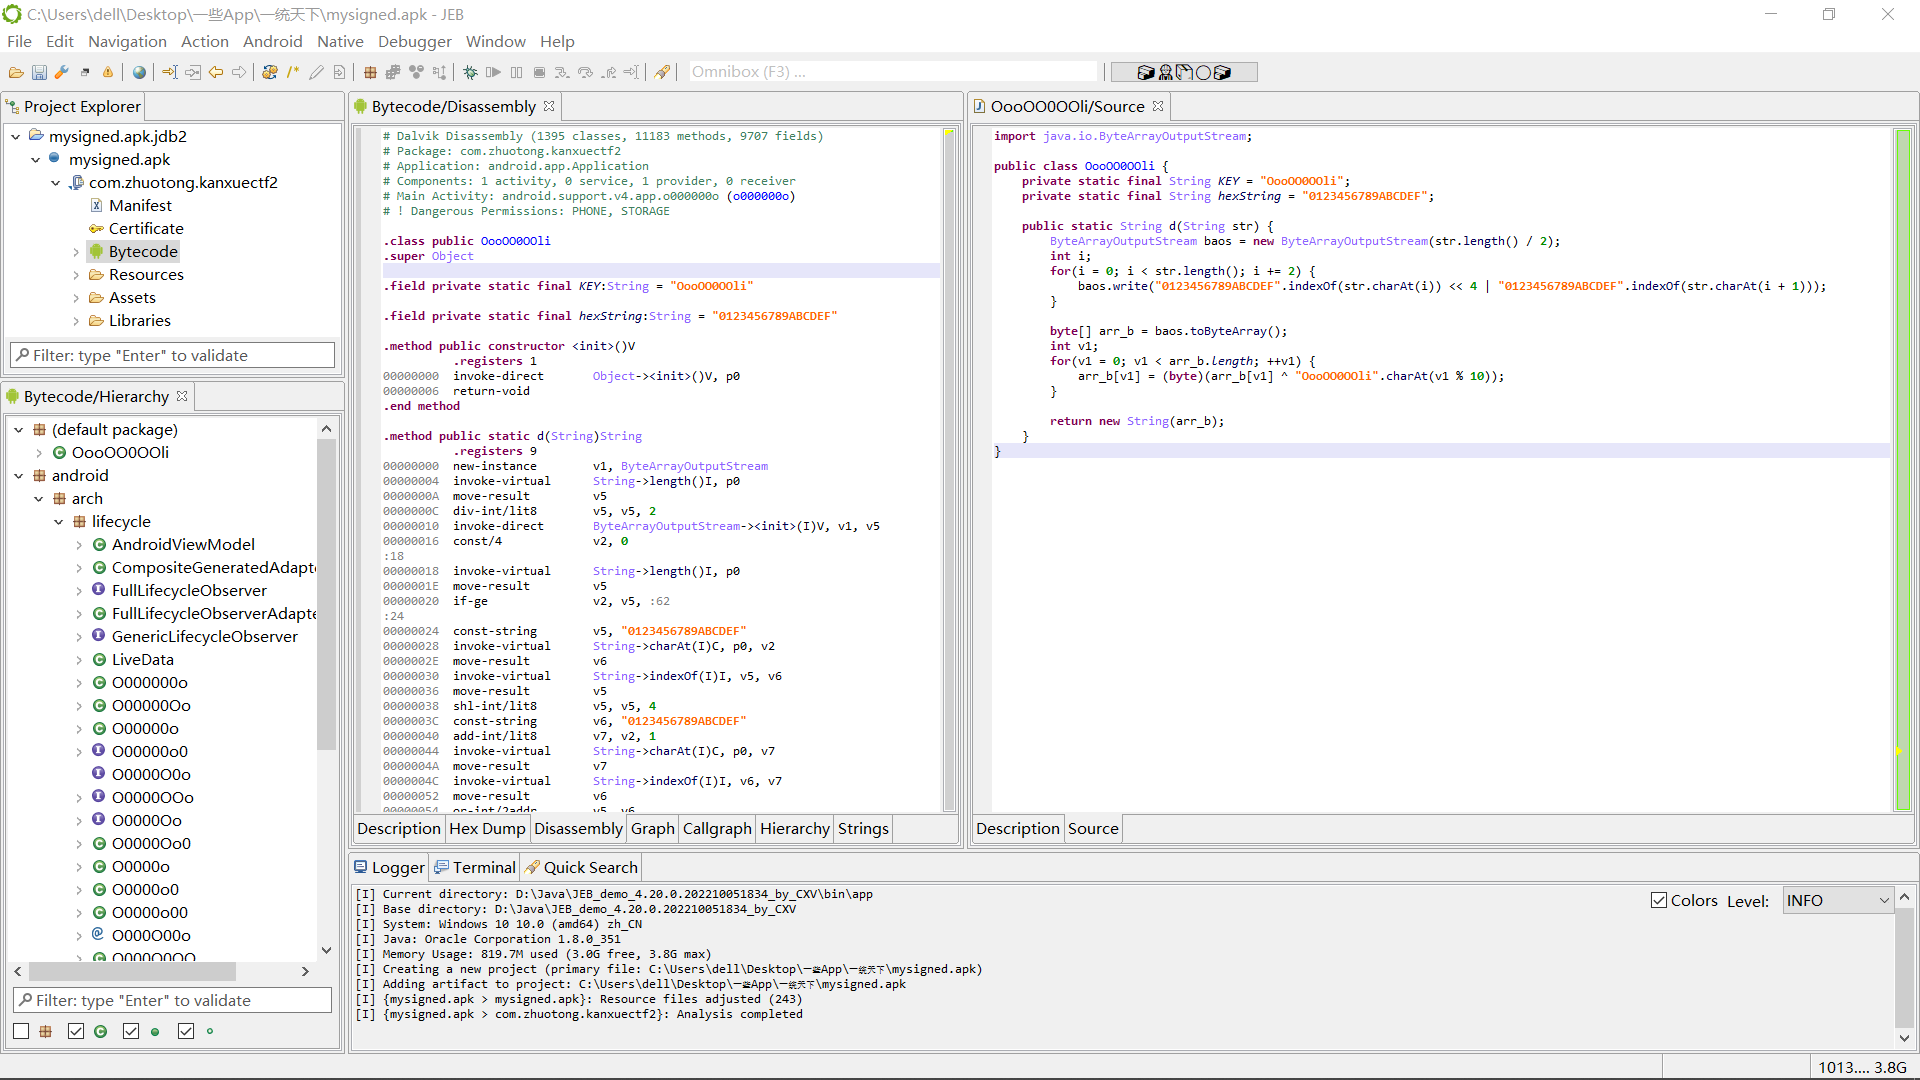 C:\Users\dell\Desktop\一些App\一统天下\mysigned.apk - JEB
File Edit Navigation Action Android Native Debugger Window Help
Omnibox (F3) ...
Project Explorer
mysigned.apk.jdb2
mysigned.apk
com.zhuotong.kanxuectf2
Manifest
Certificate
Bytecode
Resources
Assets
Libraries
Filter: type "Enter" to validate
Bytecode/Hierarchy
(default package)
OooOO0OOli
android
arch
lifecycle
AndroidViewModel
CompositeGeneratedAdapt
FullLifecycleObserver
FullLifecycleObserverAdapte
GenericLifecycleObserver
LiveData
O000000o
O00000Oo
O00000o
O00000o0
O0000O0o
O0000OOo
O0000Oo
O0000Oo0
O0000o
O0000o0
O0000o00
O000O00o
Filter: type "Enter" to validate
Bytecode/Disassembly
# Dalvik Disassembly (1395 classes, 11183 methods, 9707 fields)
# Package: com.zhuotong.kanxuectf2
# Application: android.app.Application
# Components: 1 activity, 0 service, 1 provider, 0 receiver
# Main Activity: android.support.v4.app.o000000o (o000000o)
# ! Dangerous Permissions: PHONE, STORAGE
.class public OooOO0OOli
.super Object
.field private static final KEY:String = "OooOO0OOli"
.field private static final hexString:String = "0123456789ABCDEF"
.method public constructor <init>()V
.registers 1
00000000 invoke-direct Object-><init>()V, p0
00000006 return-void
.end method
.method public static d(String)String
.registers 9
00000000 new-instance v1, ByteArrayOutputStream
00000004 invoke-virtual String->length()I, p0
0000000A move-result v5
0000000C div-int/lit8 v5, v5, 2
00000010 invoke-direct ByteArrayOutputStream-><init>(I)V, v1, v5
00000016 const/4 v2, 0
:18
00000018 invoke-virtual String->length()I, p0
0000001E move-result v5
00000020 if-ge v2, v5, :62
:24
00000024 const-string v5, "0123456789ABCDEF"
00000028 invoke-virtual String->charAt(I)C, p0, v2
0000002E move-result v6
00000030 invoke-virtual String->indexOf(I)I, v5, v6
00000036 move-result v5
00000038 shl-int/lit8 v5, v5, 4
0000003C const-string v6, "0123456789ABCDEF"
00000040 add-int/lit8 v7, v2, 1
00000044 invoke-virtual String->charAt(I)C, p0, v7
0000004A move-result v7
0000004C invoke-virtual String->indexOf(I)I, v6, v7
00000052 move-result v6
00000054 or-int/2addr v5, v6
Description Hex Dump Disassembly Graph Callgraph Hierarchy Strings
OooOO0OOli/Source
import java.io.ByteArrayOutputStream;
public class OooOO0OOli {
private static final String KEY = "OooOO0OOli";
private static final String hexString = "0123456789ABCDEF";
public static String d(String str) {
ByteArrayOutputStream baos = new ByteArrayOutputStream(str.length() / 2);
int i;
for(i = 0; i < str.length(); i += 2) {
baos.write("0123456789ABCDEF".indexOf(str.charAt(i)) << 4 | "0123456789ABCDEF".indexOf(str.charAt(i + 1)));
}
byte[] arr_b = baos.toByteArray();
int v1;
for(v1 = 0; v1 < arr_b.length; ++v1) {
arr_b[v1] = (byte)(arr_b[v1] ^ "OooOO0OOli".charAt(v1 % 10));
}
return new String(arr_b);
}
}
Description Source
Logger Terminal Quick Search
[I] Current directory: D:\Java\JEB_demo_4.20.0.202210051834_by_CXV\bin\app
[I] Base directory: D:\Java\JEB_demo_4.20.0.202210051834_by_CXV
[I] System: Windows 10 10.0 (amd64) zh_CN
[I] Java: Oracle Corporation 1.8.0_351
[I] Memory Usage: 819.7M used (3.0G free, 3.8G max)
[I] Creating a new project (primary file: C:\Users\dell\Desktop\一些App\一统天下\mysigned.apk)
[I] Adding artifact to project: C:\Users\dell\Desktop\一些App\一统天下\mysigned.apk
[I] {mysigned.apk > mysigned.apk}: Resource files adjusted (243)
[I] {mysigned.apk > com.zhuotong.kanxuectf2}: Analysis completed
Colors Level: INFO
1013.... 3.8G